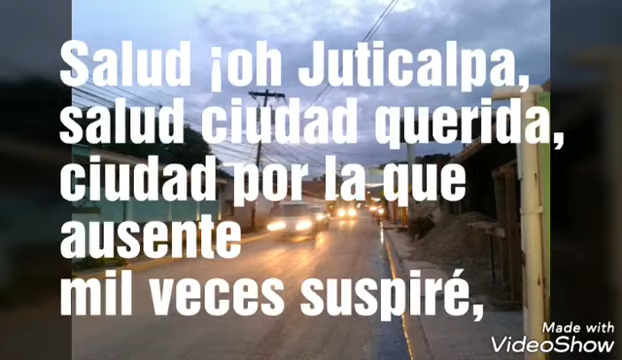 Salud ¡oh Juticalpa,
salud ciudad querida,
ciudad por la que
ausente
mil veces suspiré,
Made with
VideoShow